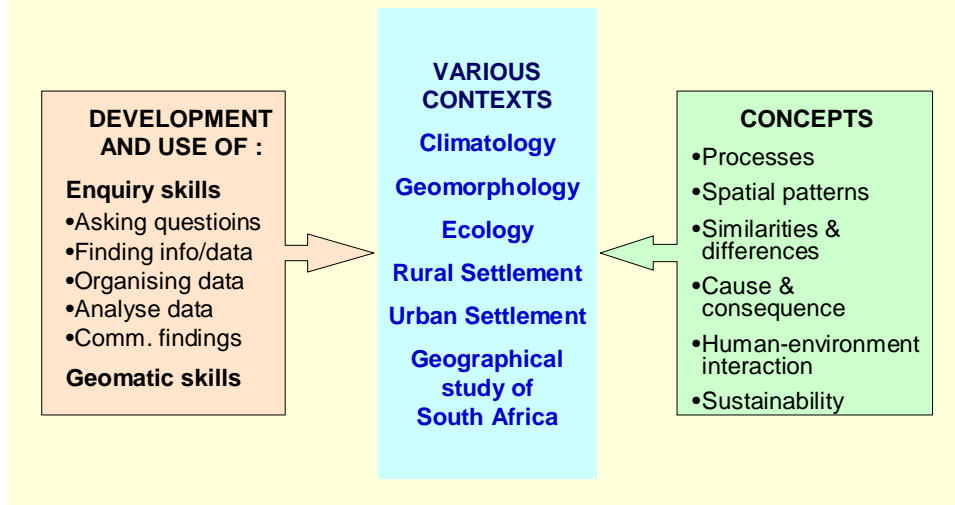 DEVELOPMENT
AND USE OF :
Enquiry skills
•Asking questioins
•Finding info/data
•Organising data
•Analyse data
•Comm. findings
Geomatic skills
VARIOUS
CONTEXTS
Climatology
Geomorphology
Ecology
Rural Settlement
Urban Settlement
Geographical
study of
South Africa
CONCEPTS
•Processes
•Spatial patterns
•Similarities &
differences
•Cause &
consequence
•Human-environment
interaction
•Sustainability